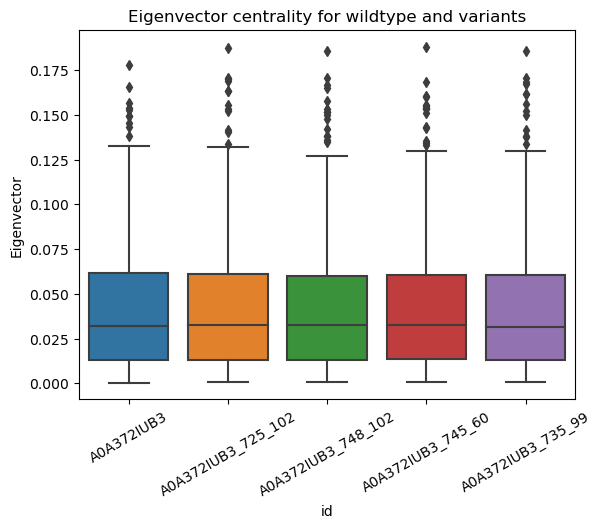 Eigenvector centrality for wildtype and variants
Eigenvector
0.175
0.150
0.125
0.100
0.075
0.050
0.025
0.000
A0A372IUB3
A0A372IUB3_725_102
A0A372IUB3_748_102
A0A372IUB3_745_60
A0A372IUB3_735_99
id